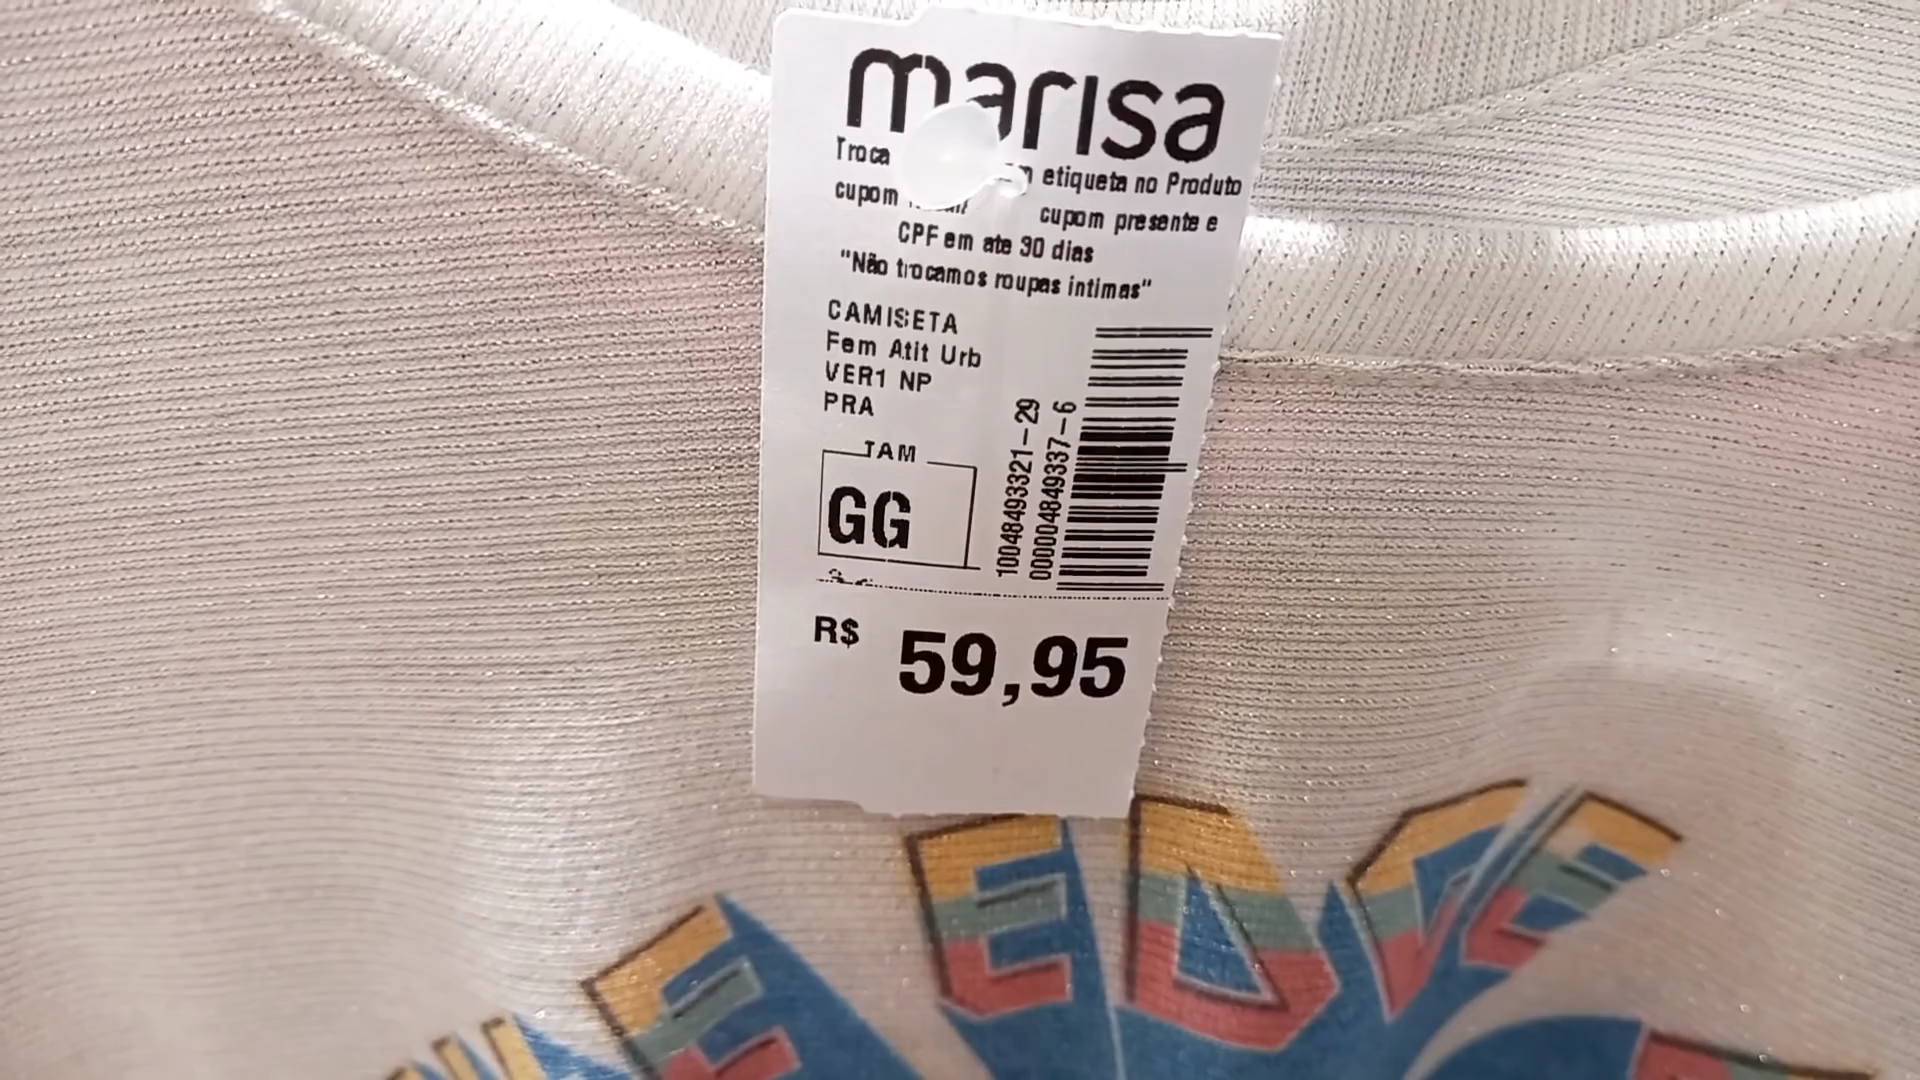 marisa
Troca etiqueta no Produto
cupom cupom presente e
CPF em ate 30 dias
"Não trocamos roupas intimas"
CAMISETA
Fem Atit Urb
VER1 NP
PRA
TAM
GG
10048493321-29
000004849337-6
R$ 59,95